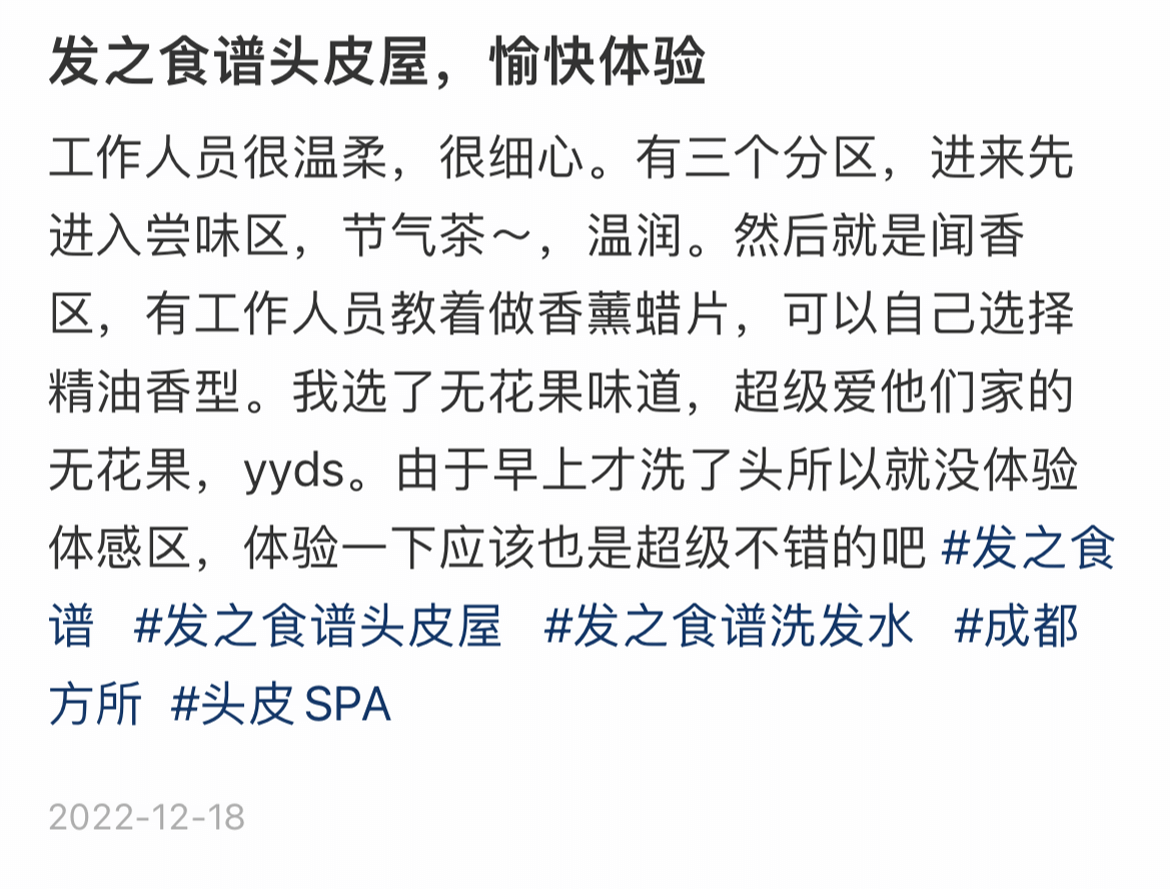 发之食谱头皮屋，愉快体验
工作人员很温柔，很细心。有三个分区，进来先
进入尝味区，节气茶～，温润。然后就是闻香
区，有工作人员教着做香薰蜡片，可以自己选择
精油香型。我选了无花果味道，超级爱他们家的
无花果，yyds。由于早上才洗了头所以就没体验
体感区，体验一下应该也是超级不错的吧 #发之食
谱 #发之食谱头皮屋 #发之食谱洗发水 #成都
方所 #头皮SPA
2022-12-18